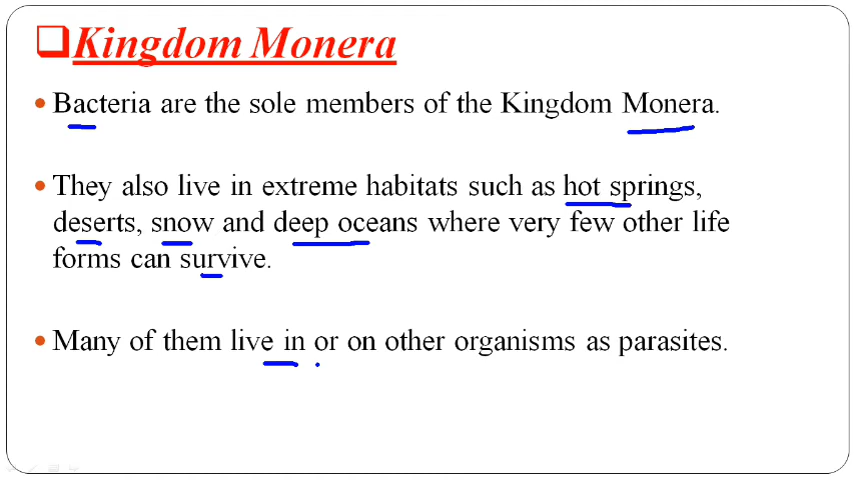 ❑Kingdom Monera
• Bacteria are the sole members of the Kingdom Monera.
• They also live in extreme habitats such as hot springs,
deserts, snow and deep oceans where very few other life
forms can survive.
• Many of them live in or on other organisms as parasites.